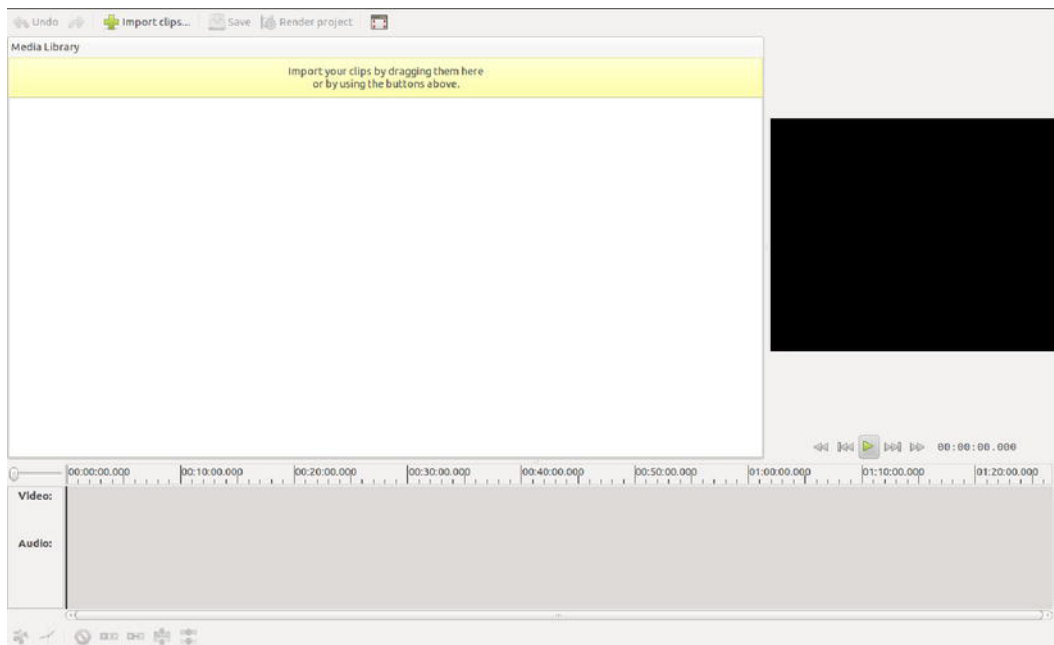 Undo Import clips... Save Render project
Media Library
Import your clips by dragging them here
or by using the buttons above.
00:00:00.000
00:00:00.000 00:10:00.000 00:20:00.000 00:30:00.000 00:40:00.000 00:50:00.000 01:00:00.000 01:10:00.000 01:20:00.000
Video:
Audio: